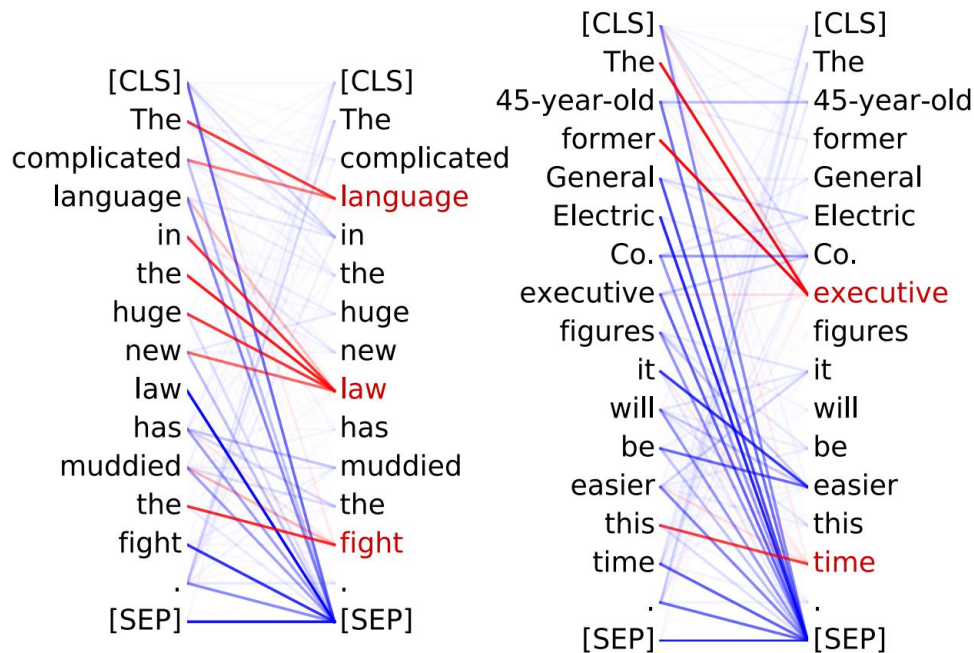 [CLS] [CLS]
The The
complicated complicated
language language
in in
the the
huge huge
new new
law law
has has
muddied muddied
the the
fight fight
. .
[SEP] [SEP]
[CLS] [CLS]
The The
45-year-old 45-year-old
former former
General General
Electric Electric
Co. Co.
executive executive
figures figures
it it
will will
be be
easier easier
this this
time time
. .
[SEP] [SEP]